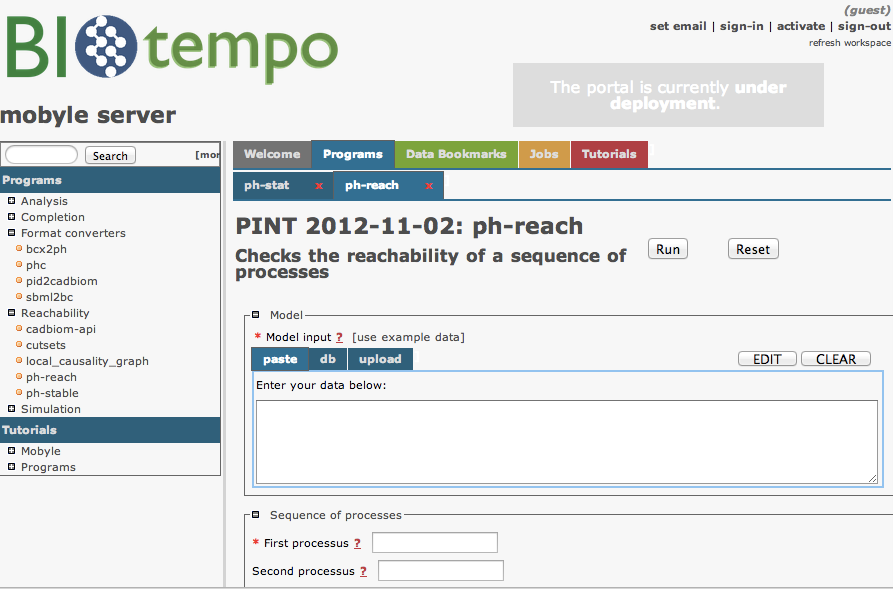 (guest)
set email | sign-in | activate | sign-out
refresh workspace
BIOtempo
The portal is currently under
deployment.
mobyle server
Search
[mor
Welcome
Programs
Data Bookmarks
Jobs
Tutorials
ph-stat x
ph-reach x
Programs
Analysis
Completion
Format converters
bcx2ph
phc
pid2cadbiom
sbml2bc
Reachability
cadbiom-api
cutsets
local_causality_graph
ph-reach
ph-stable
Simulation
Tutorials
Mobyle
Programs
PINT 2012-11-02: ph-reach
Checks the reachability of a sequence of
processes
Run
Reset
Model
* Model input ? [use example data]
paste
db
upload
EDIT
CLEAR
Enter your data below:
Sequence of processes
* First processus ?
Second processus ?